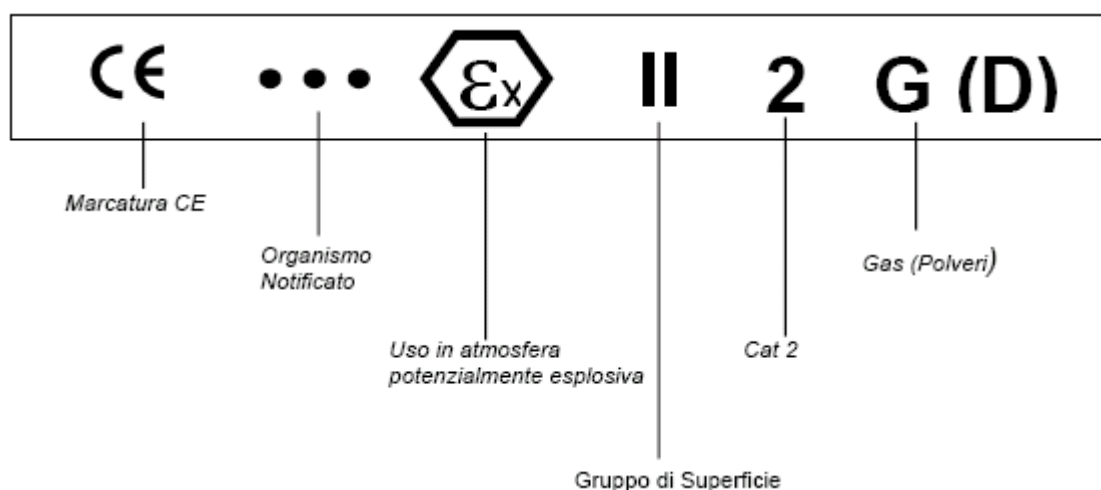 CE ••• Ex II 2 G (D)
Marcatura CE
Organismo
Notificato
Gas (Polveri)
Uso in atmosfera
potenzialmente esplosiva
Cat 2
Gruppo di Superficie